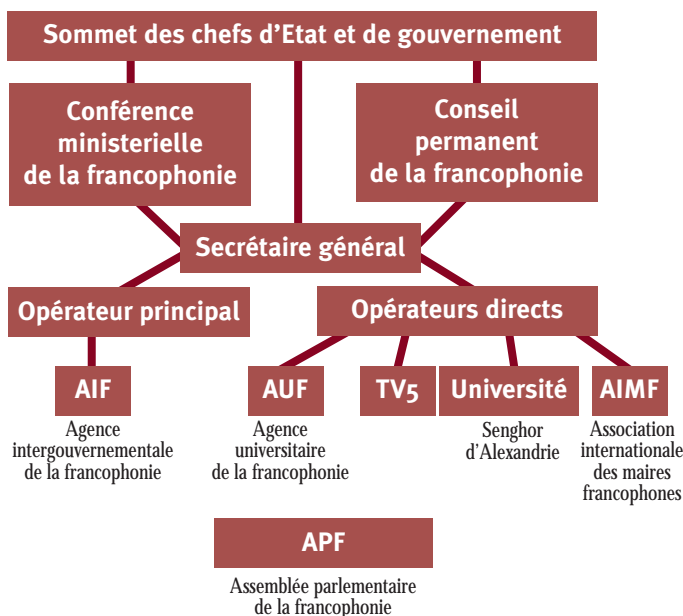 Sommet des chefs d'Etat et de gouvernement
Conférence
ministerielle
de la francophonie
Conseil
permanent
de la francophonie
Secrétaire général
Opérateur principal
Opérateurs directs
AIF
Agence
intergouvernementale
de la francophonie
AUF
Agence
universitaire
de la francophonie
TV5
Université
Senghor
d'Alexandrie
AIMF
Association
internationale
des maires
francophones
APF
Assemblée parlementaire
de la francophonie